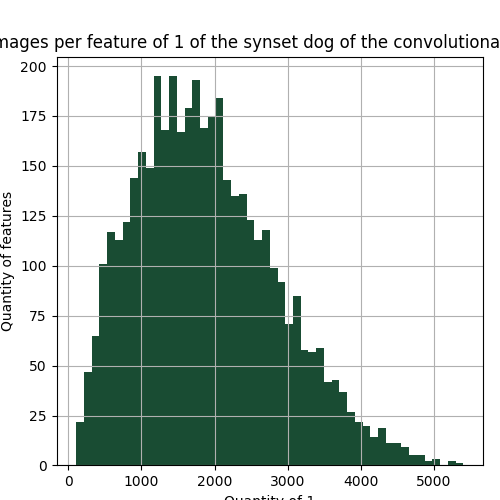 mages per feature of 1 of the synset dog of the convolutiona
200
175
150
125
100
75
50
25
0
Quantity of features
0 1000 2000 3000 4000 5000
Quantity of 1